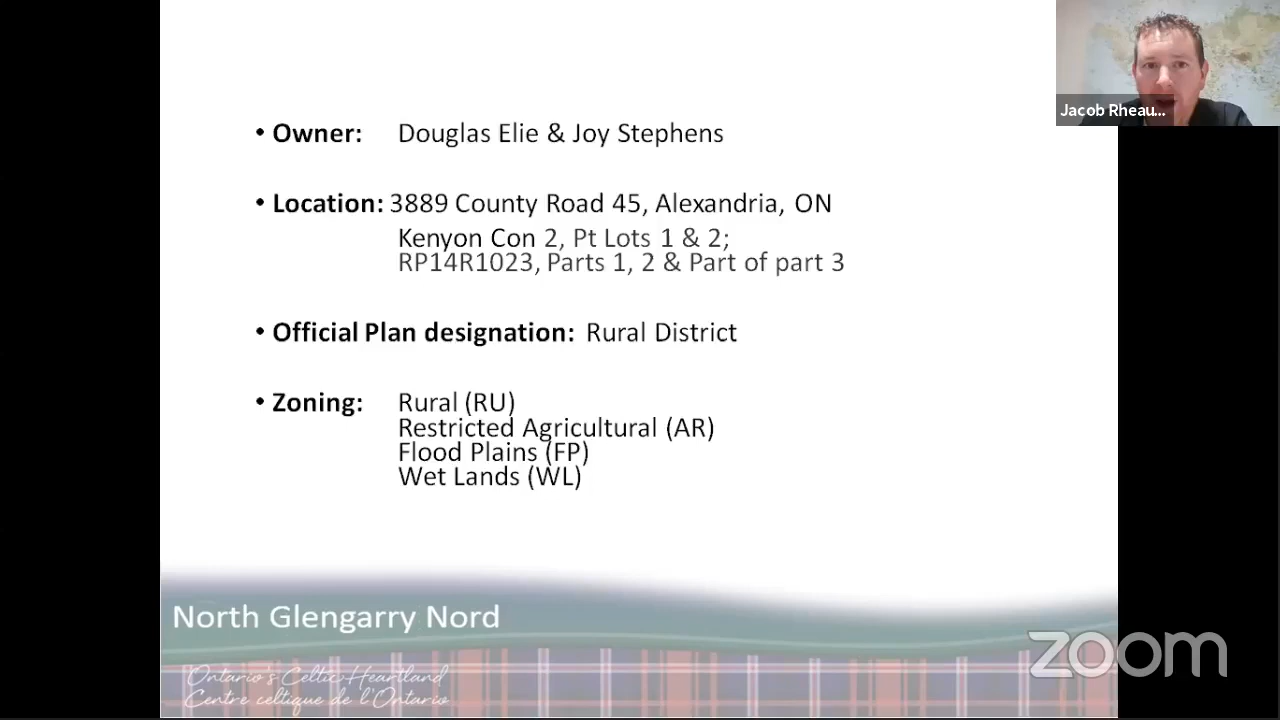 Jacob Rheau...
• Owner: Douglas Elie & Joy Stephens
• Location: 3889 County Road 45, Alexandria, ON
Kenyon Con 2, Pt Lots 1 & 2;
RP14R1023, Parts 1, 2 & Part of part 3
• Official Plan designation: Rural District
• Zoning: Rural (RU)
Restricted Agricultural (AR)
Flood Plains (FP)
Wet Lands (WL)
North Glengarry Nord
Ontario's Celtic Heartland
Centre celtique de l'Ontario
zoom